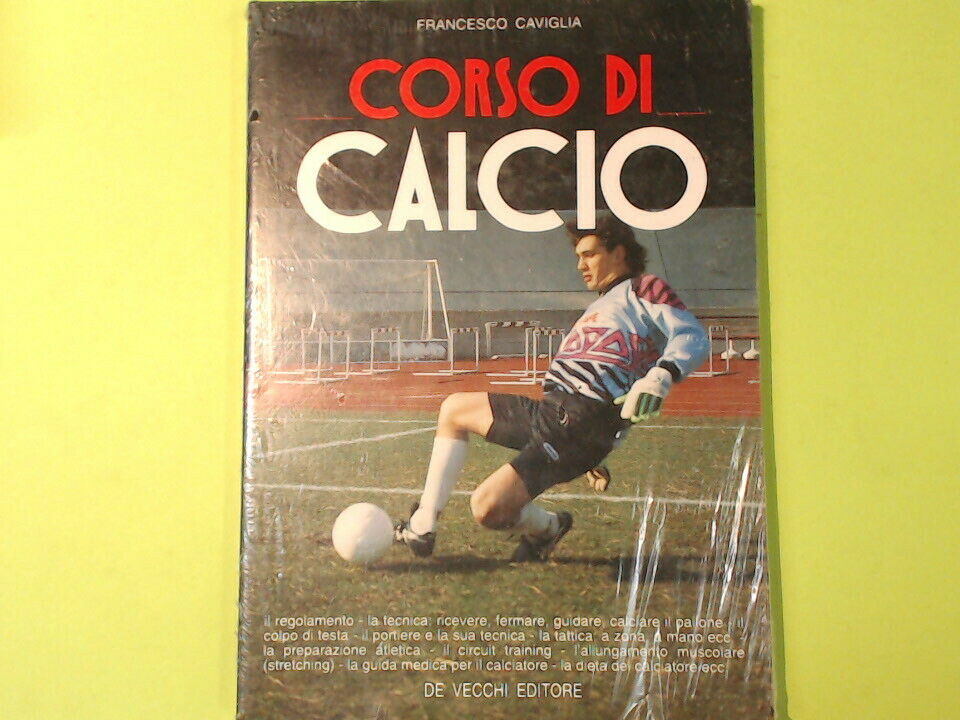 FRANCESCO CAVIGLIA
CORSO DI
CALCIO
il regolamento - la tecnica: ricevere, fermare, guidare, calciare il pallone - il
colpo di testa - il portiere e la sua tecnica - la tattica: a zona, a mano ecc. -
la preparazione atletica - il circuit training - l'allungamento muscolare
(stretching) - la guida medica per il calciatore - la dieta del calciatore ecc.
DE VECCHI EDITORE